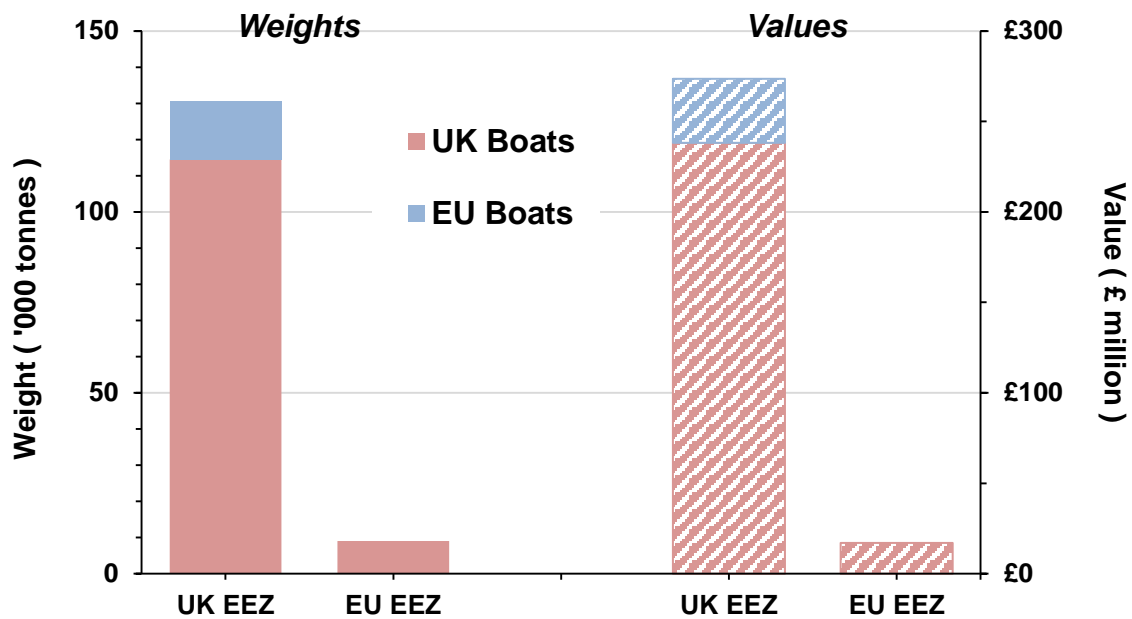 Weights
Values
150
100
50
0
Weight ( '000 tonnes )
UK Boats
EU Boats
£300
£200
£100
£0
Value ( £ million )
UK EEZ
EU EEZ
UK EEZ
EU EEZ